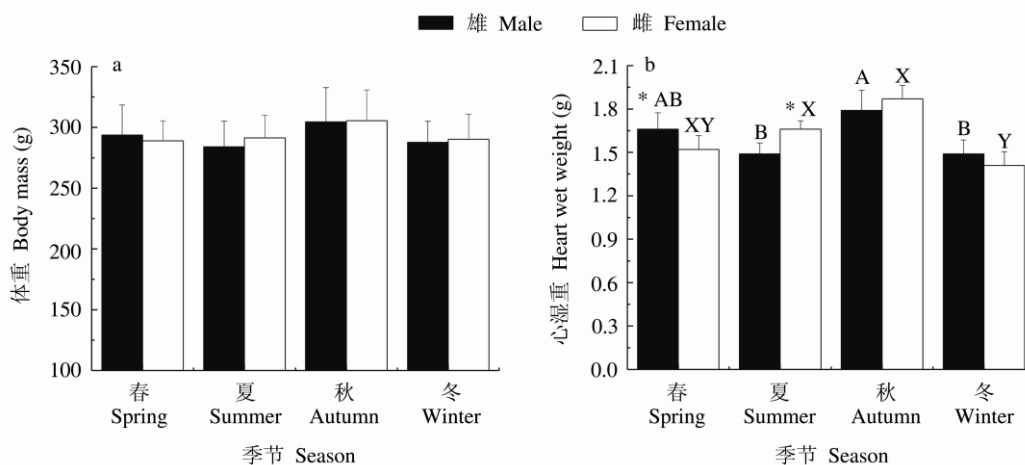 雄 Male 雌 Female
a
350
300
250
200
150
100
体重 Body mass (g)
春 夏 秋 冬
Spring Summer Autumn Winter
季节 Season
b
2.1
1.8
1.5
1.2
0.9
0.6
0.3
0.0
心湿重 Heart wet weight (g)
* AB XY B * X A X B Y
春 夏 秋 冬
Spring Summer Autumn Winter
季节 Season